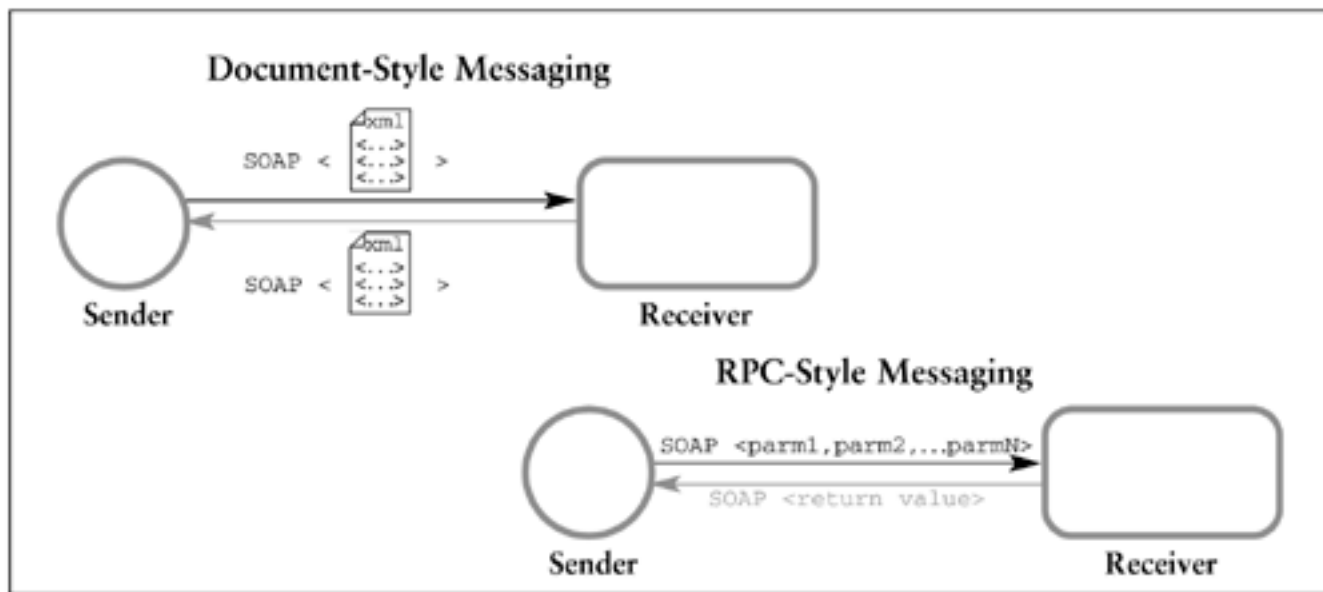 Document-Style Messaging
xml
<...>
SOAP < <...> >
<...>
xml
<...>
SOAP < <...> >
<...>
Sender
Receiver
RPC-Style Messaging
SOAP <parm1,parm2,...parmN>
SOAP <return value>
Sender
Receiver